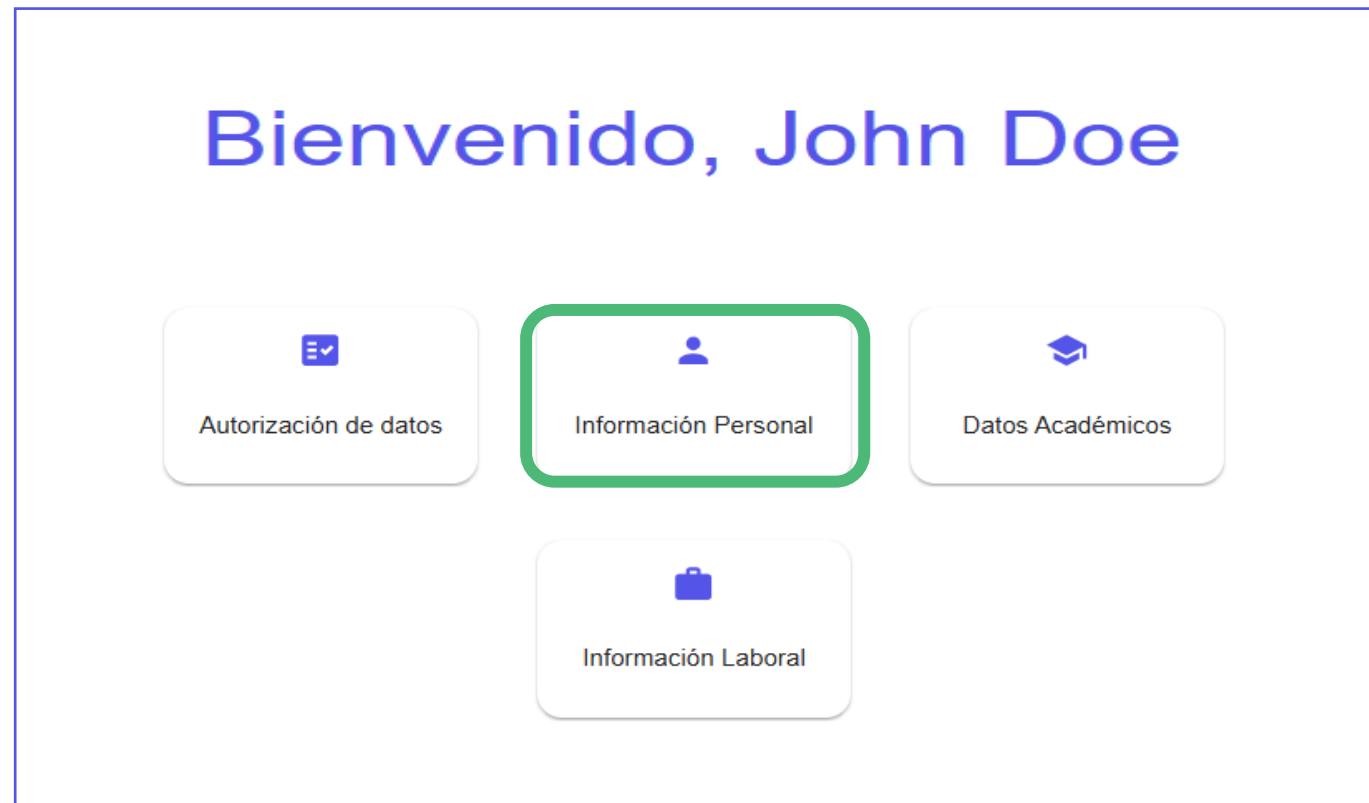 Bienvenido, John Doe
Autorización de datos
Información Personal
Datos Académicos
Información Laboral